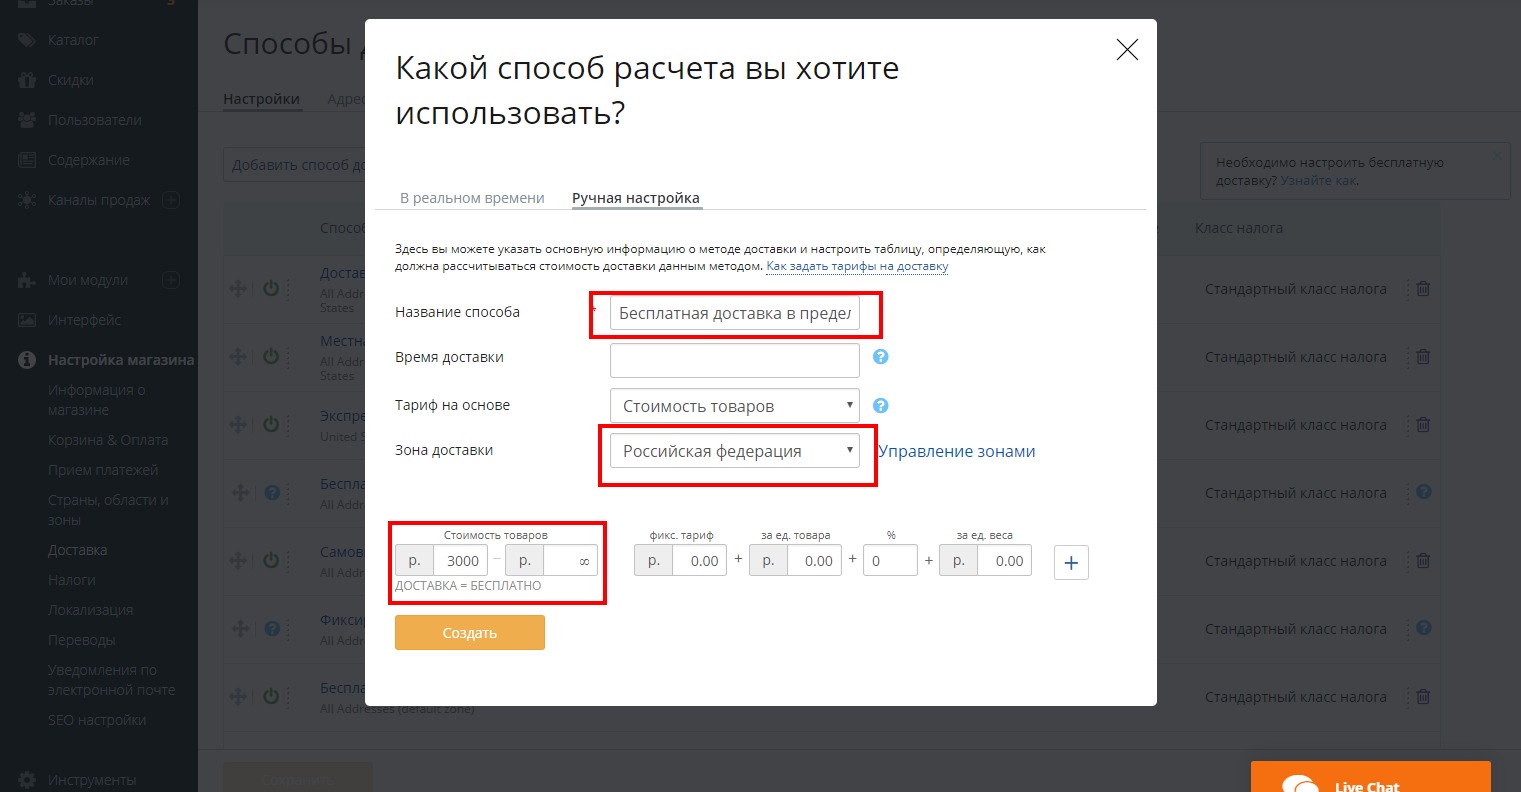 Заказы
3
Каталог
Скидки
Пользователи
Содержание
Каналы продаж
Мои модули
Интерфейс
Настройка магазина
Информация о
магазине
Корзина & Оплата
Прием платежей
Страны, области и
зоны
Доставка
Налоги
Локализация
Переводы
Уведомления по
электронной почте
SEO настройки
Инструменты
Способы
Настройки
Адрес
Добавить способ до
Необходимо настроить бесплатную
доставку? Узнайте как.
Способ
Класс налога
Достав
All Addre
States
Стандартный класс налога
Местна
All Addre
States
Стандартный класс налога
Экспре
United S
Стандартный класс налога
Беспла
All Addr
Стандартный класс налога
?
Самов
All Addr
Стандартный класс налога
Фикси
All Addr
Стандартный класс налога
?
Беспла
All Addresses (default zone)
Стандартный класс налога
Сохранить
Какой способ расчета вы хотите
использовать?
В реальном времени
Ручная настройка
Здесь вы можете указать основную информацию о методе доставки и настроить таблицу, определяющую, как
должна рассчитываться стоимость доставки данным методом. Как задать тарифы на доставку
Название способа * Бесплатная доставка в предел
Время доставки ?
Тариф на основе Стоимость товаров ?
Зона доставки Российская федерация Управление зонами
Стоимость товаров фикс. тариф за ед. товара % за ед. веса
р. 3000 – р. ∞ р. 0.00 + р. 0.00 + 0 + р. 0.00 +
ДОСТАВКА = БЕСПЛАТНО
Создать
Live Chat